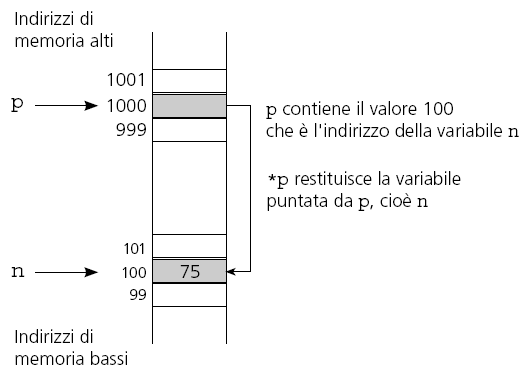 Indirizzi di
memoria alti
1001
p
1000
999
p contiene il valore 100
che è l'indirizzo della variabile n
*p restituisce la variabile
puntata da p, cioè n
101
n
100
75
99
Indirizzi di
memoria bassi